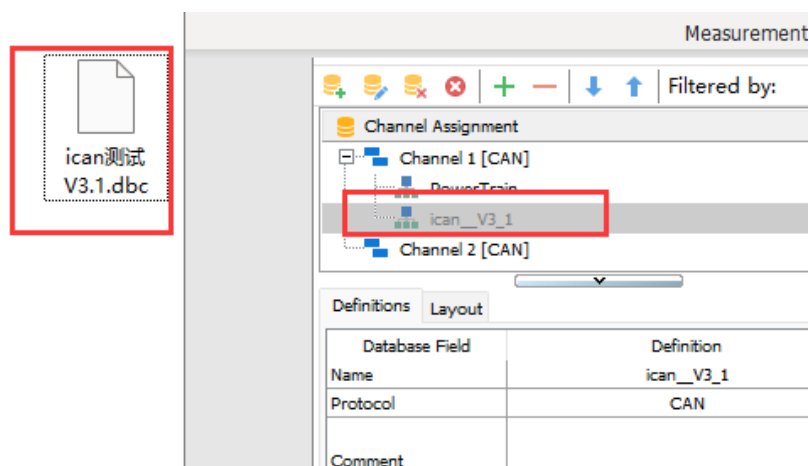 Measurement
ican测试
V3.1.dbc
Filtered by:
Channel Assignment
Channel 1 [CAN]
PowerTrain
ican__V3_1
Channel 2 [CAN]
Definitions
Layout
Database Field
Definition
Name
ican__V3_1
Protocol
CAN
Comment